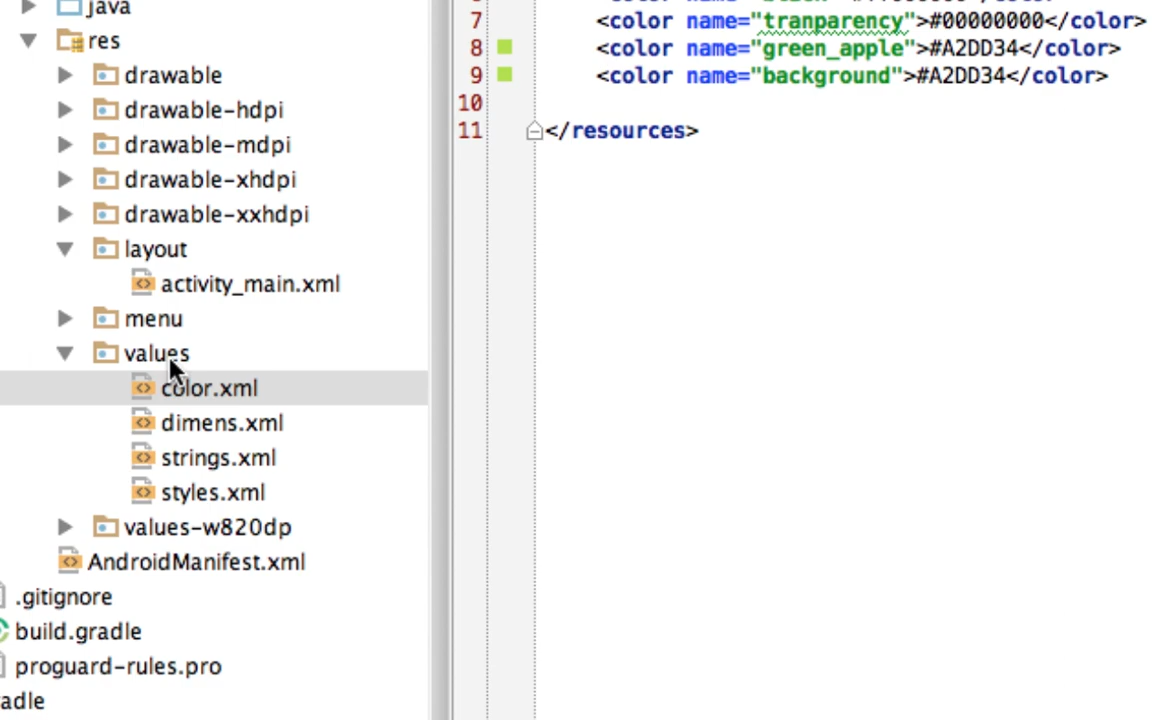 java
res
drawable
drawable-hdpi
drawable-mdpi
drawable-xhdpi
drawable-xxhdpi
layout
activity_main.xml
menu
values
color.xml
dimens.xml
strings.xml
styles.xml
values-w820dp
AndroidManifest.xml
.gitignore
build.gradle
proguard-rules.pro
adle
7 <color name="tranparency">#00000000</color>
8 <color name="green_apple">#A2DD34</color>
9 <color name="background">#A2DD34</color>
10
11 </resources>